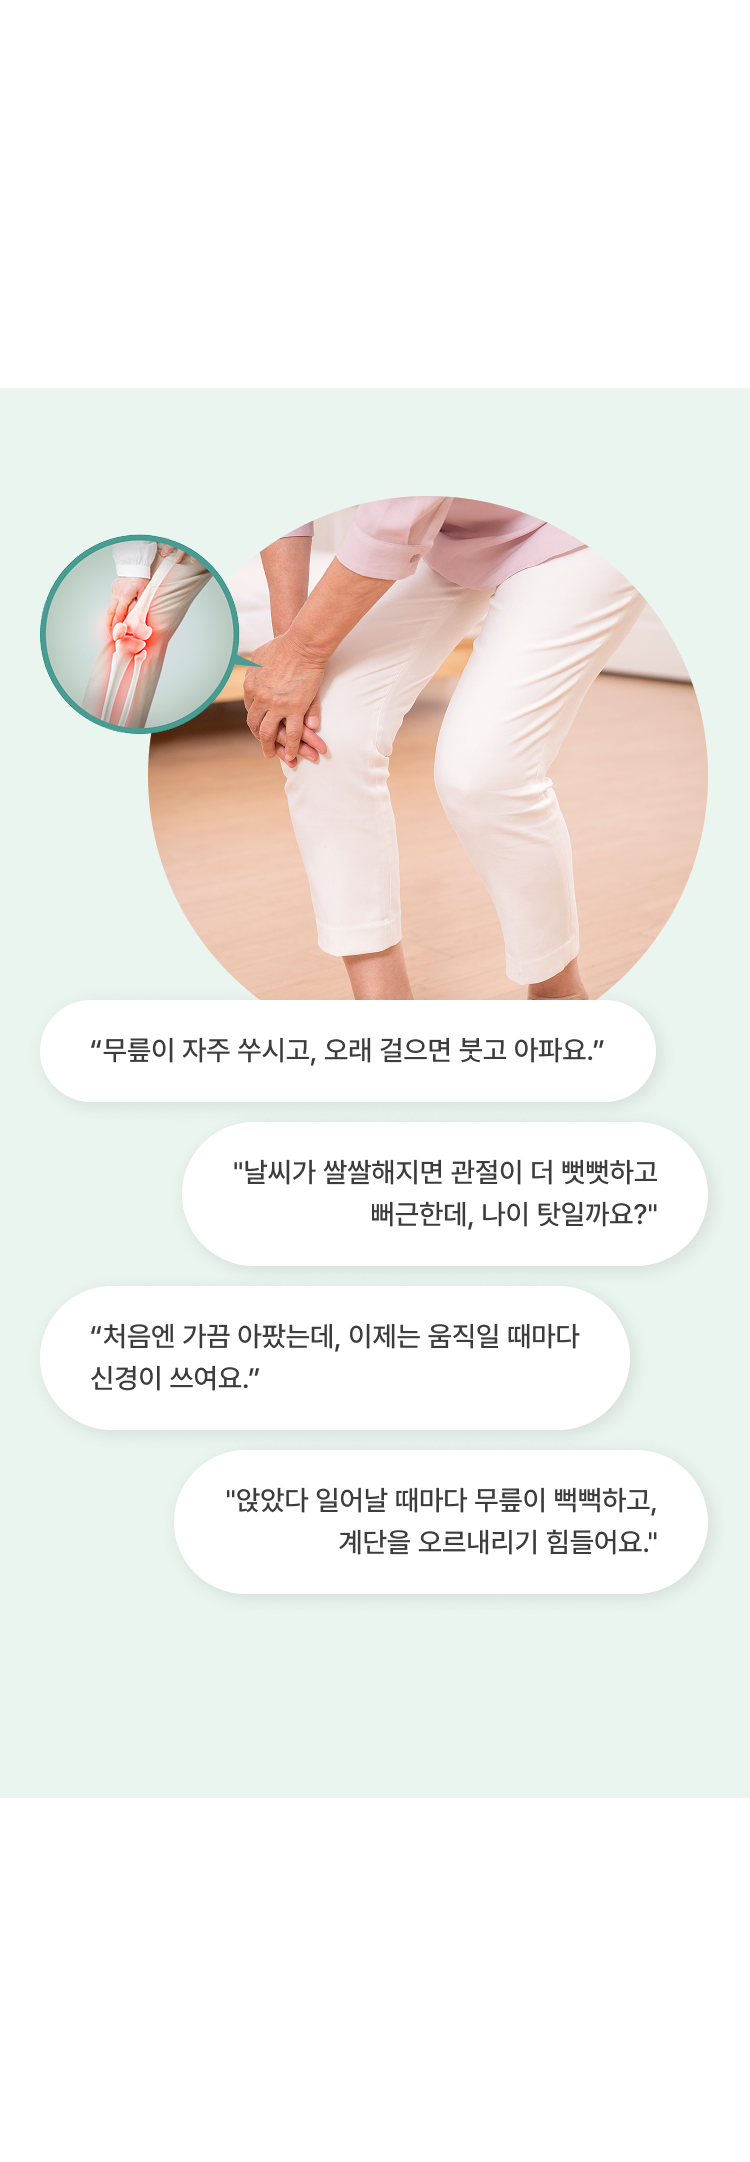 “무릎이 자주 쑤시고, 오래 걸으면 붓고 아파요.”
"날씨가 쌀쌀해지면 관절이 더 뻣뻣하고
뻐근한데, 나이 탓일까요?"
“처음엔 가끔 아팠는데, 이제는 움직일 때마다
신경이 쓰여요.”
"앉았다 일어날 때마다 무릎이 뻑뻑하고,
계단을 오르내리기 힘들어요."